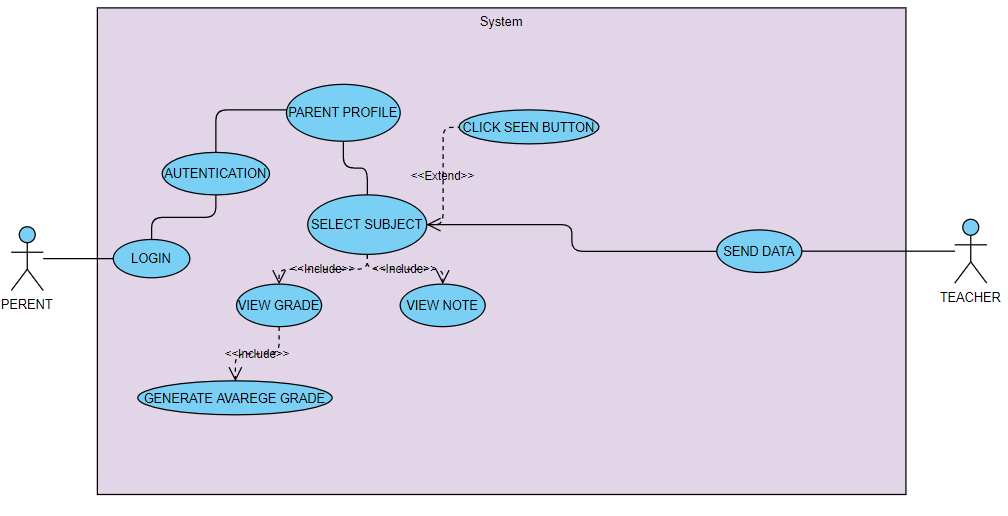 System
PARENT PROFILE
CLICK SEEN BUTTON
AUTENTICATION
<<Extend>>
SELECT SUBJECT
LOGIN
SEND DATA
<<Include>>
<<Include>>
PERENT
TEACHER
VIEW GRADE
VIEW NOTE
<<Include>>
GENERATE AVAREGE GRADE